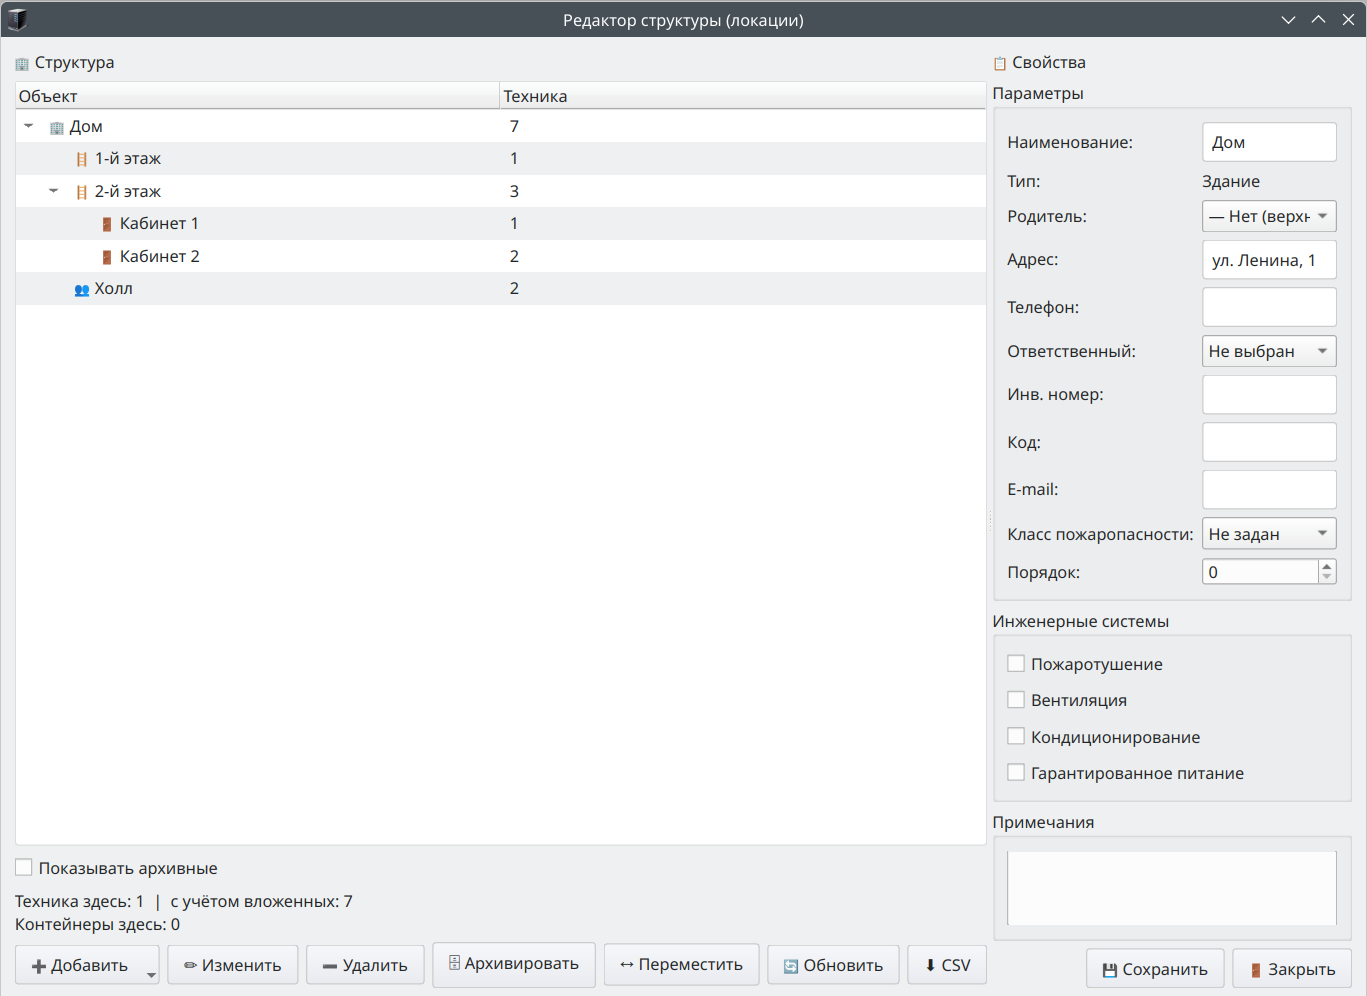 Редактор структуры (локации)
Структура
Объект Техника
Дом 7
1-й этаж 1
2-й этаж 3
Кабинет 1 1
Кабинет 2 2
Холл 2
Показывать архивные
Техника здесь: 1 | с учётом вложенных: 7
Контейнеры здесь: 0
Добавить Изменить Удалить Архивировать Переместить Обновить CSV
Свойства
Параметры
Наименование: Дом
Тип: Здание
Родитель: — Нет (верхн
Адрес: ул. Ленина, 1
Телефон:
Ответственный: Не выбран
Инв. номер:
Код:
E-mail:
Класс пожаропасности: Не задан
Порядок: 0
Инженерные системы
Пожаротушение
Вентиляция
Кондиционирование
Гарантированное питание
Примечания
Сохранить Закрыть